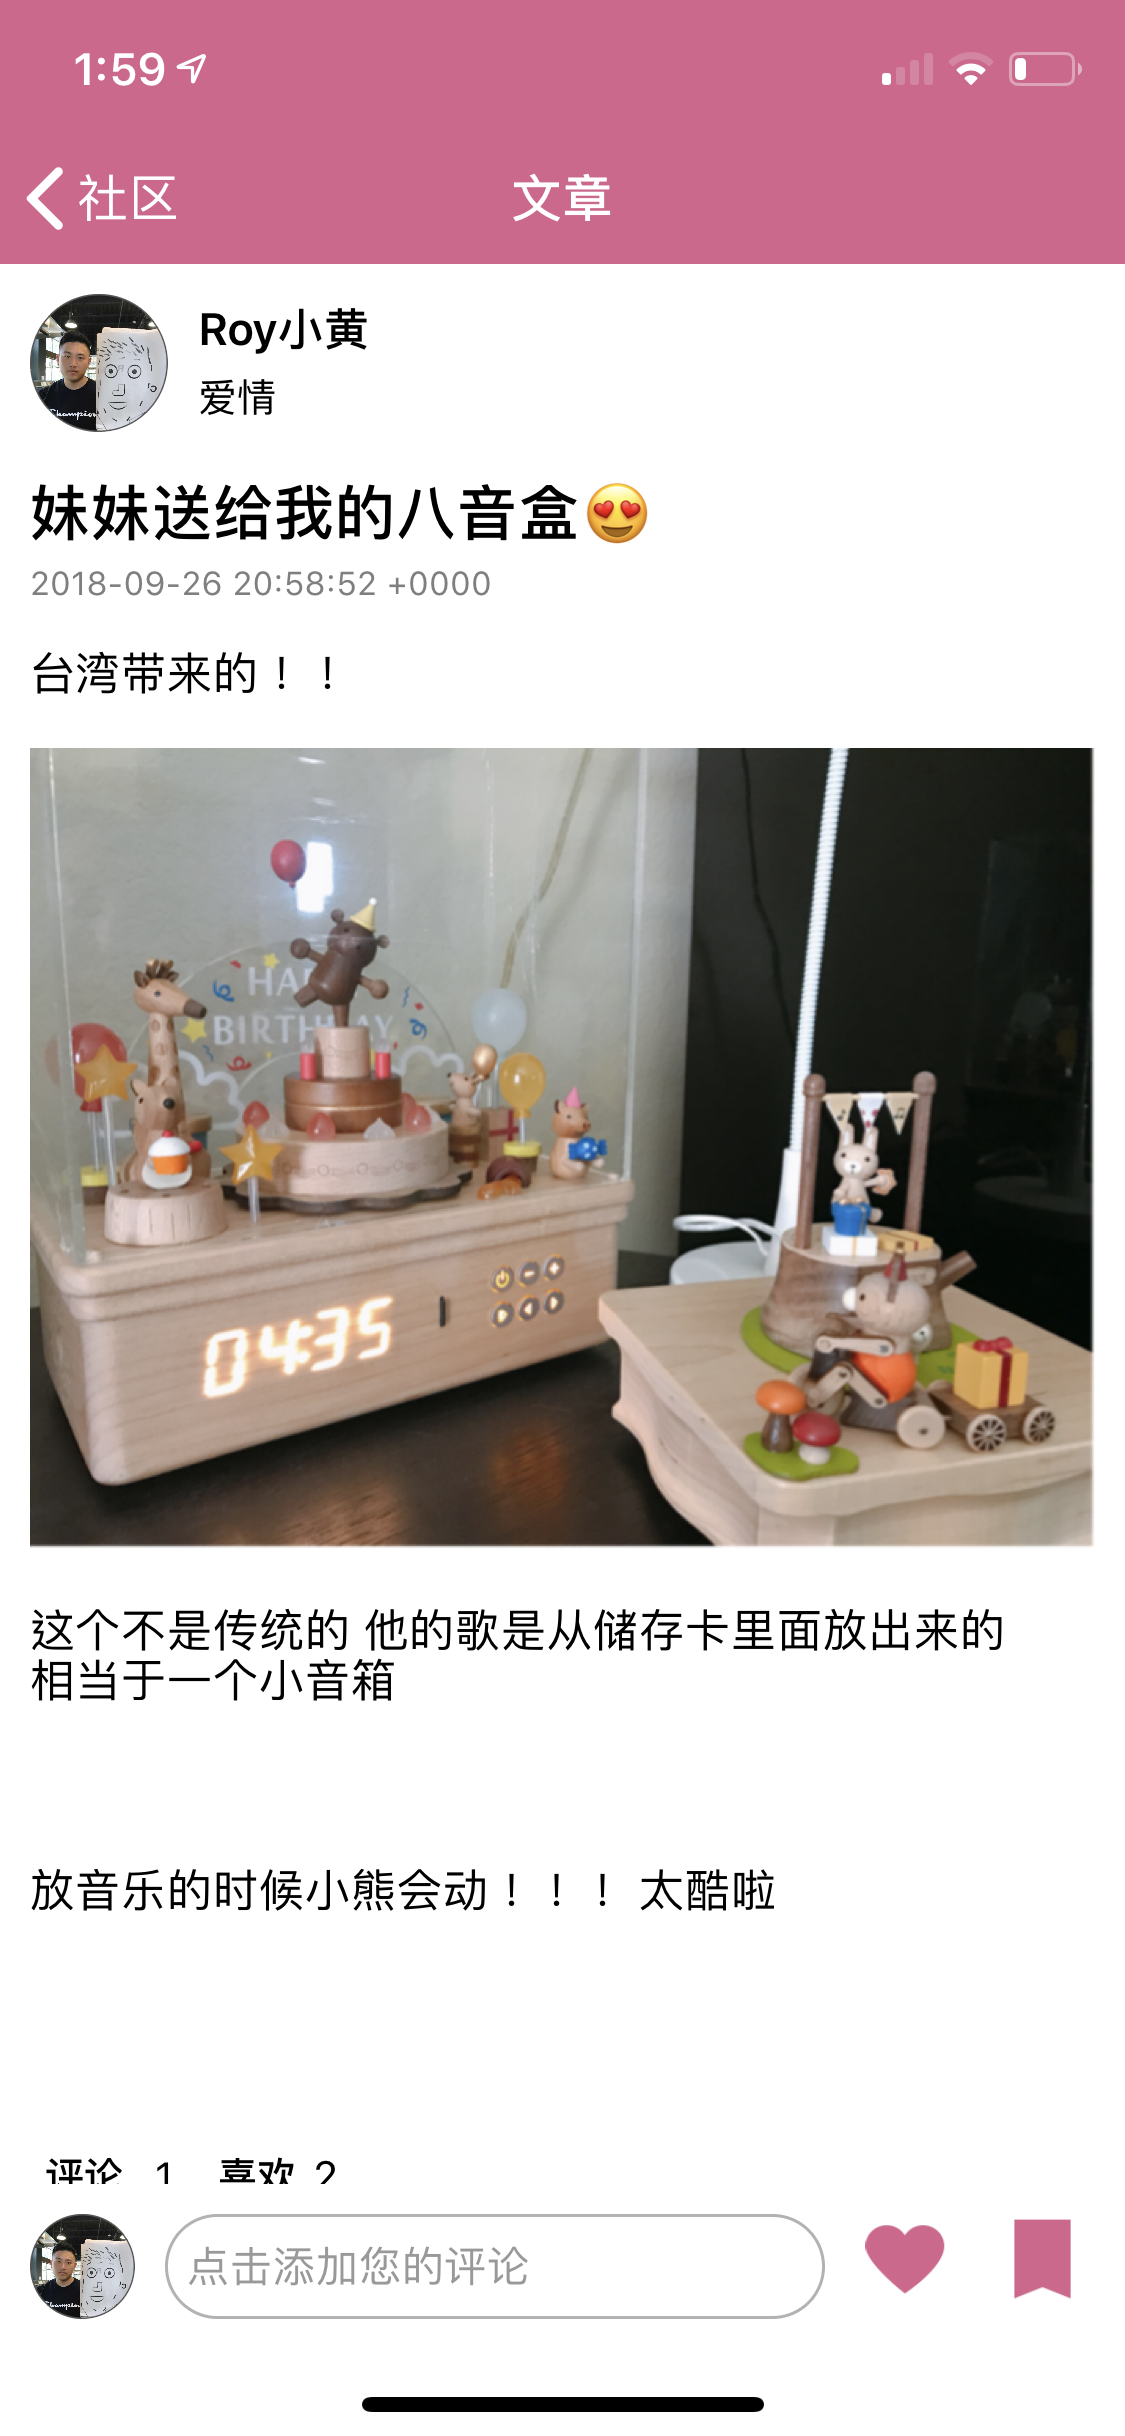 1:59
社区
文章
Roy小黄
爱情
妹妹送给我的八音盒😍
2018-09-26 20:58:52 +0000
台湾带来的！！
HA
BIRTH AY
04:35
这个不是传统的 他的歌是从储存卡里面放出来的
相当于一个小音箱
放音乐的时候小熊会动！！！ 太酷啦
评论 1 喜欢 2
点击添加您的评论